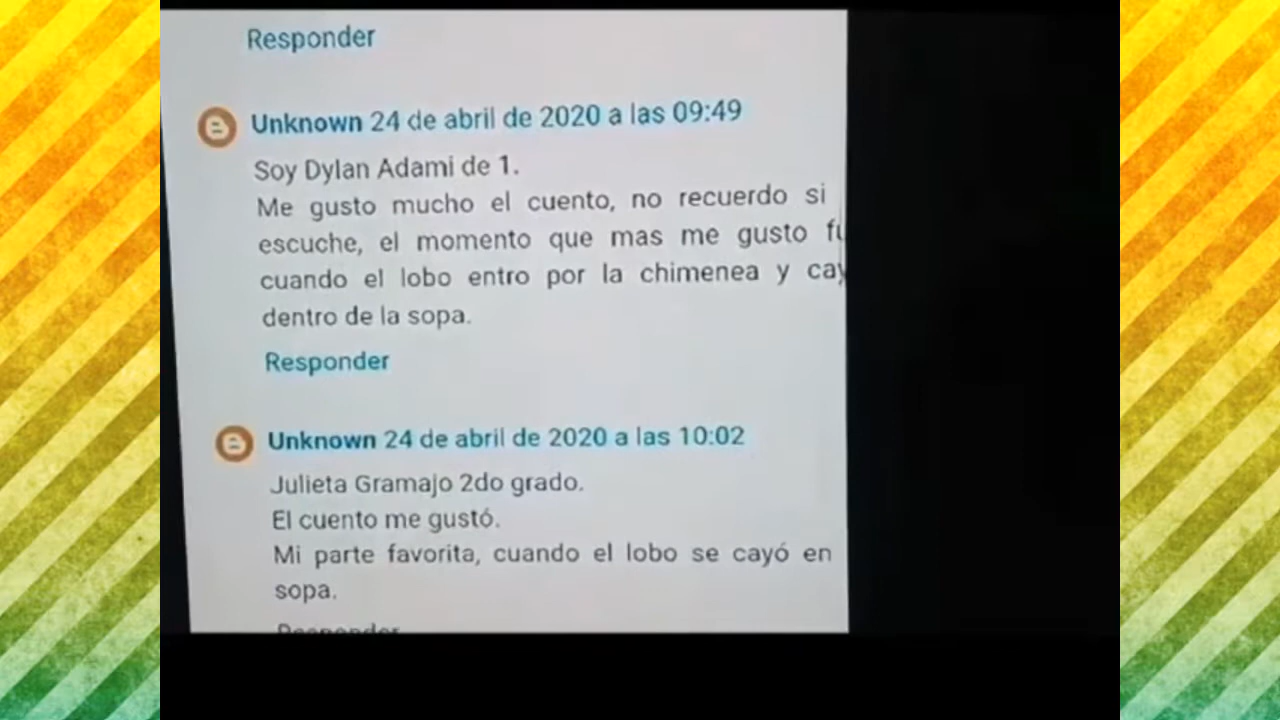 Responder
Unknown 24 de abril de 2020 a las 09:49
Soy Dylan Adami de 1.
Me gusto mucho el cuento, no recuerdo si
escuche, el momento que mas me gusto
cuando el lobo entro por la chimenea y
dentro de la sopa.
Responder
Unknown 24 de abril de 2020 a las 10:02
Julieta Gramajo 2do grado.
El cuento me gustó.
Mi parte favorita, cuando el lobo se cayó en
sopa.
Responder